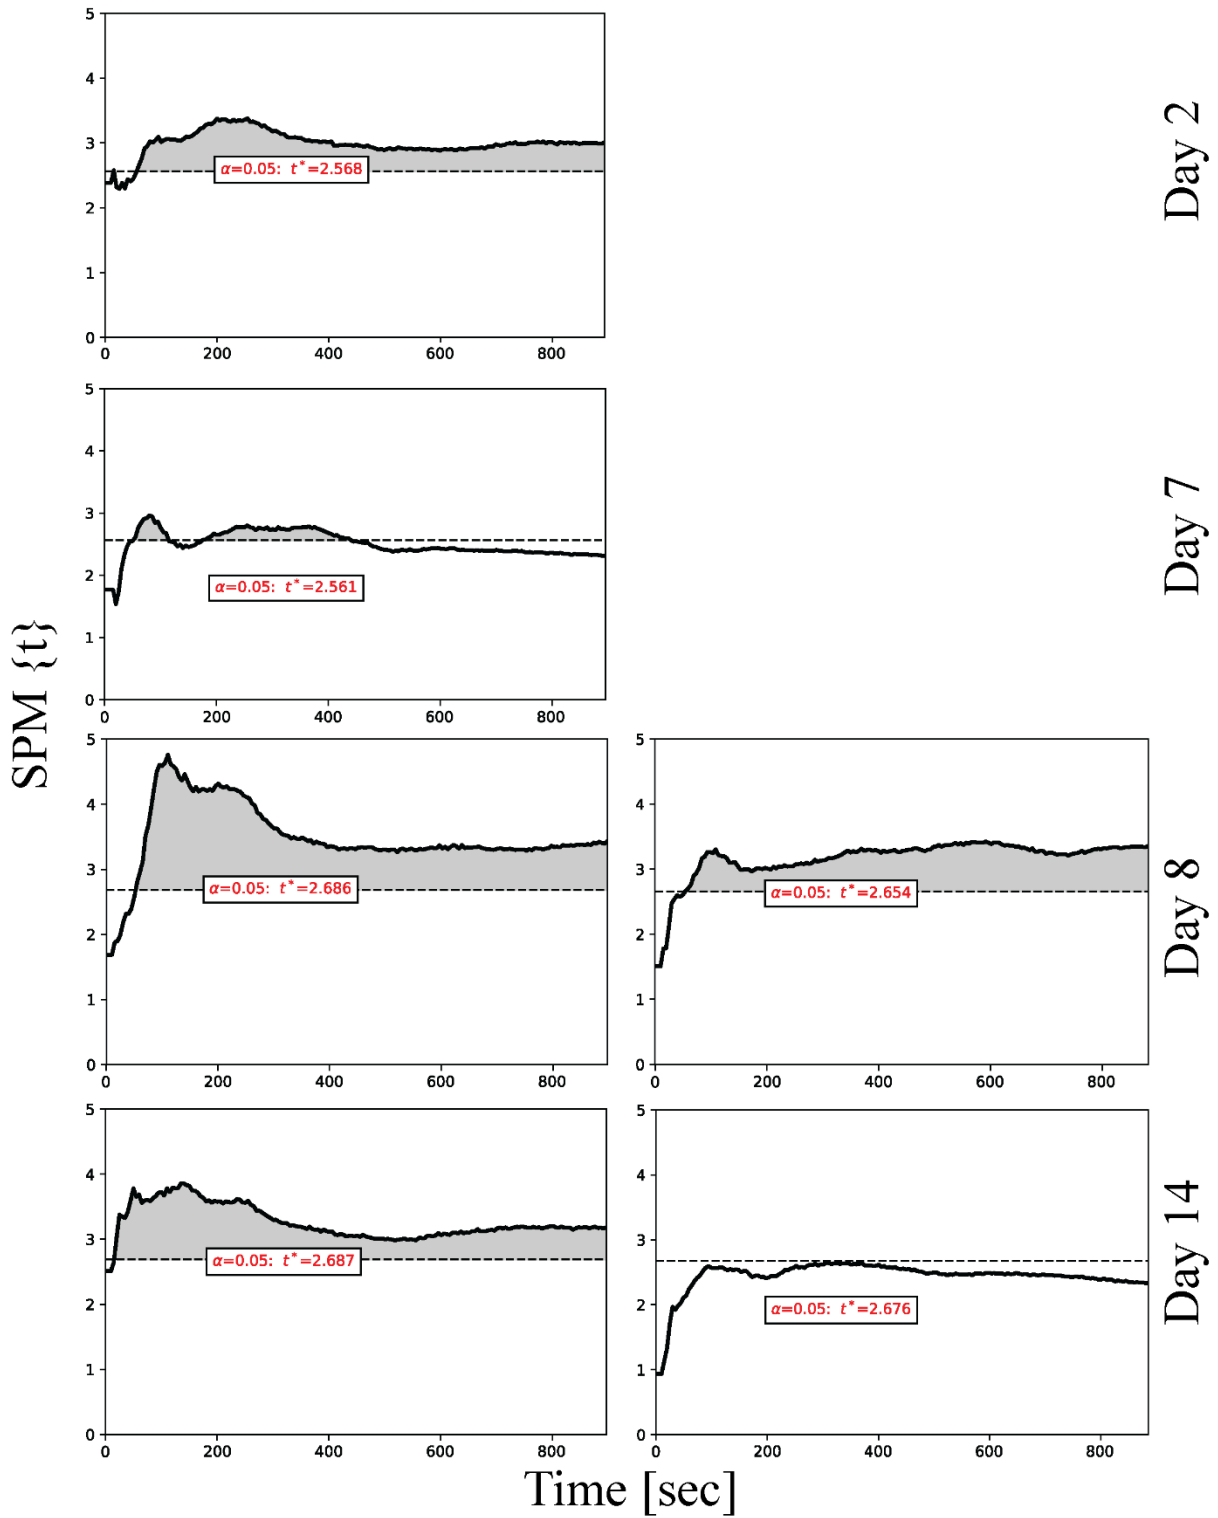 5
4
3
2
1
0
α=0.05: t*=2.568
0 200 400 600 800
Day 2
5
4
3
2
1
0
α=0.05: t*=2.561
0 200 400 600 800
Day 7
SPM {t}
5
4
3
2
1
0
α=0.05: t*=2.686
0 200 400 600 800
5
4
3
2
1
0
α=0.05: t*=2.654
0 200 400 600 800
Day 8
5
4
3
2
1
0
α=0.05: t*=2.687
0 200 400 600 800
5
4
3
2
1
0
α=0.05: t*=2.676
0 200 400 600 800
Day 14
Time [sec]